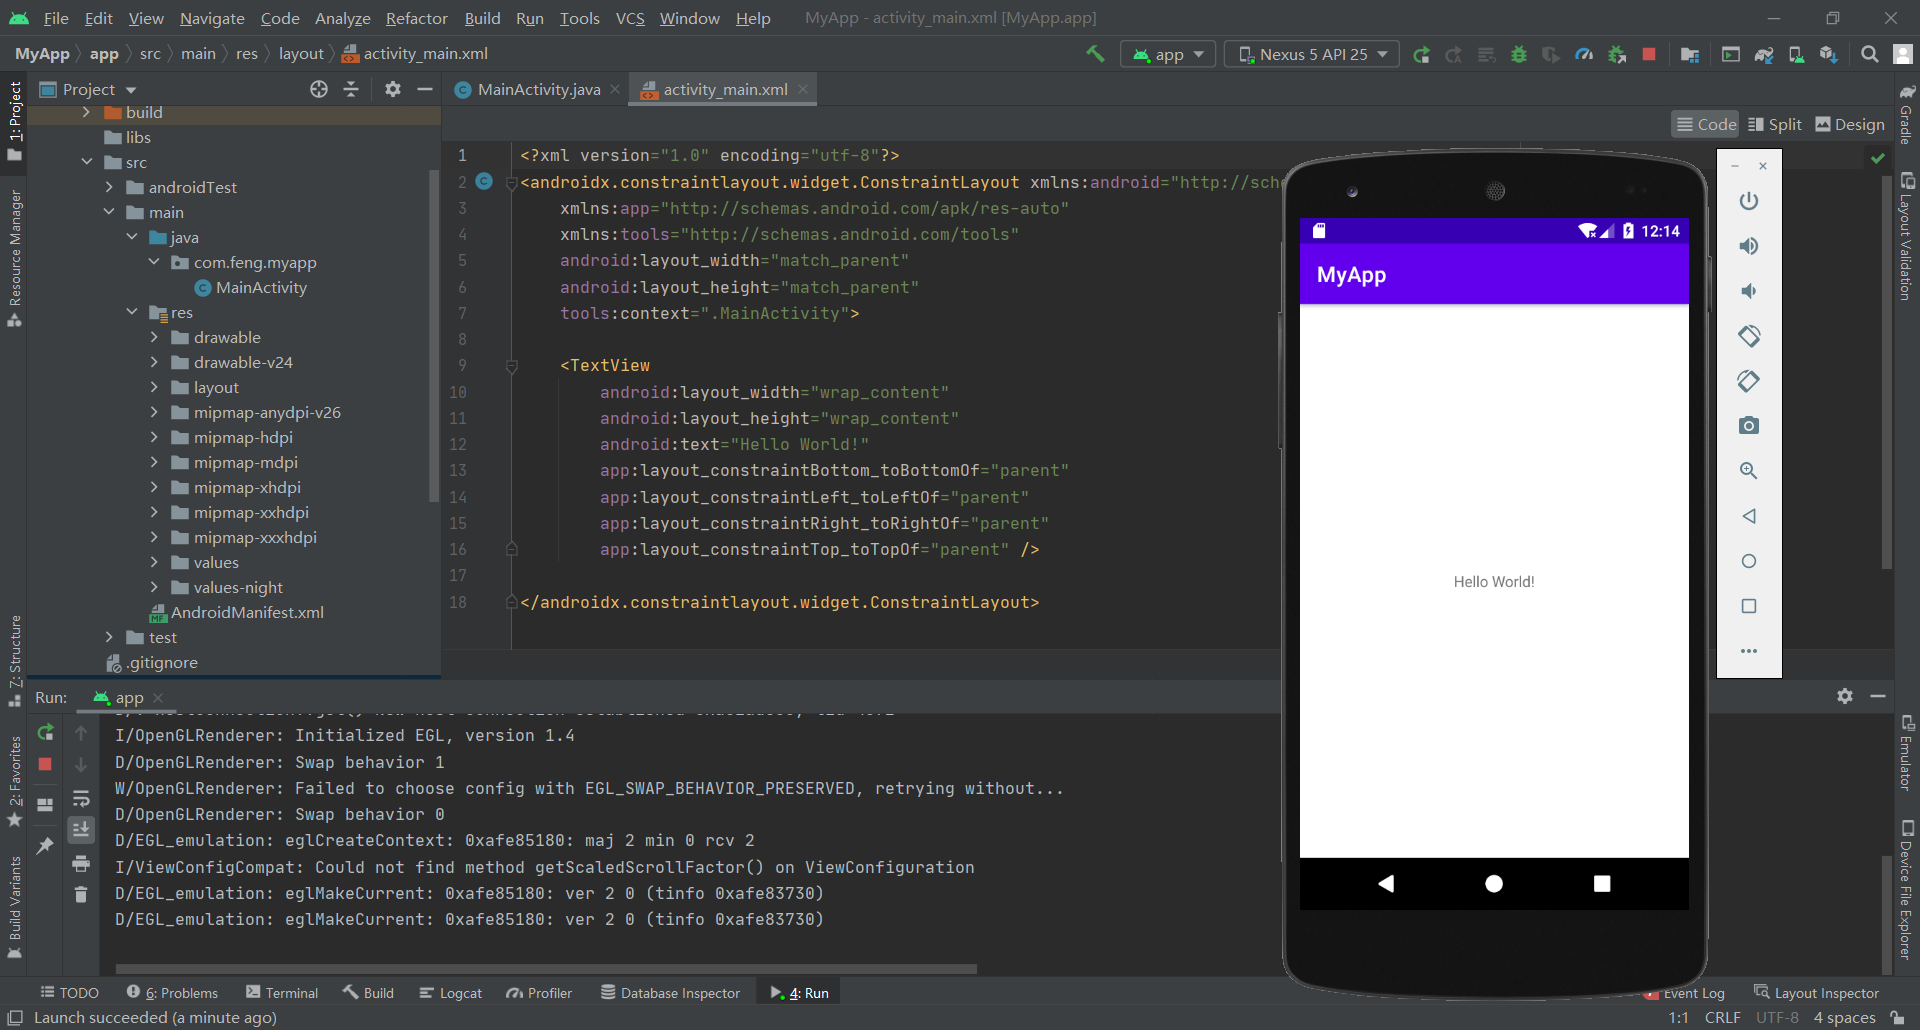 File Edit View Navigate Code Analyze Refactor Build Run Tools VCS Window Help MyApp - activity_main.xml [MyApp.app]
MyApp app src main res layout activity_main.xml app Nexus 5 API 25
Project
MainActivity.java activity_main.xml
Code Split Design
1: Project
Resource Manager
7: Structure
2: Favorites
Build Variants
build
libs
src
androidTest
main
java
com.feng.myapp
MainActivity
res
drawable
drawable-v24
layout
mipmap-anydpi-v26
mipmap-hdpi
mipmap-mdpi
mipmap-xhdpi
mipmap-xxhdpi
mipmap-xxxhdpi
values
values-night
AndroidManifest.xml
test
.gitignore
1 <?xml version="1.0" encoding="utf-8"?>
2 <androidx.constraintlayout.widget.ConstraintLayout xmlns:android="http://sche
3 xmlns:app="http://schemas.android.com/apk/res-auto"
4 xmlns:tools="http://schemas.android.com/tools"
5 android:layout_width="match_parent"
6 android:layout_height="match_parent"
7 tools:context=".MainActivity">
8
9 <TextView
10 android:layout_width="wrap_content"
11 android:layout_height="wrap_content"
12 android:text="Hello World!"
13 app:layout_constraintBottom_toBottomOf="parent"
14 app:layout_constraintLeft_toLeftOf="parent"
15 app:layout_constraintRight_toRightOf="parent"
16 app:layout_constraintTop_toTopOf="parent" />
17
18 </androidx.constraintlayout.widget.ConstraintLayout>
12:14
MyApp
Hello World!
Gradle
Layout Validation
Emulator
Device File Explorer
Run: app
I/OpenGLRenderer: Initialized EGL, version 1.4
D/OpenGLRenderer: Swap behavior 1
W/OpenGLRenderer: Failed to choose config with EGL_SWAP_BEHAVIOR_PRESERVED, retrying without...
D/OpenGLRenderer: Swap behavior 0
D/EGL_emulation: eglCreateContext: 0xafe85180: maj 2 min 0 rcv 2
I/ViewConfigCompat: Could not find method getScaledScrollFactor() on ViewConfiguration
D/EGL_emulation: eglMakeCurrent: 0xafe85180: ver 2 0 (tinfo 0xafe83730)
D/EGL_emulation: eglMakeCurrent: 0xafe85180: ver 2 0 (tinfo 0xafe83730)
TODO 6: Problems Terminal Build Logcat Profiler Database Inspector 4: Run Event Log Layout Inspector
Launch succeeded (a minute ago) 1:1 CRLF UTF-8 4 spaces